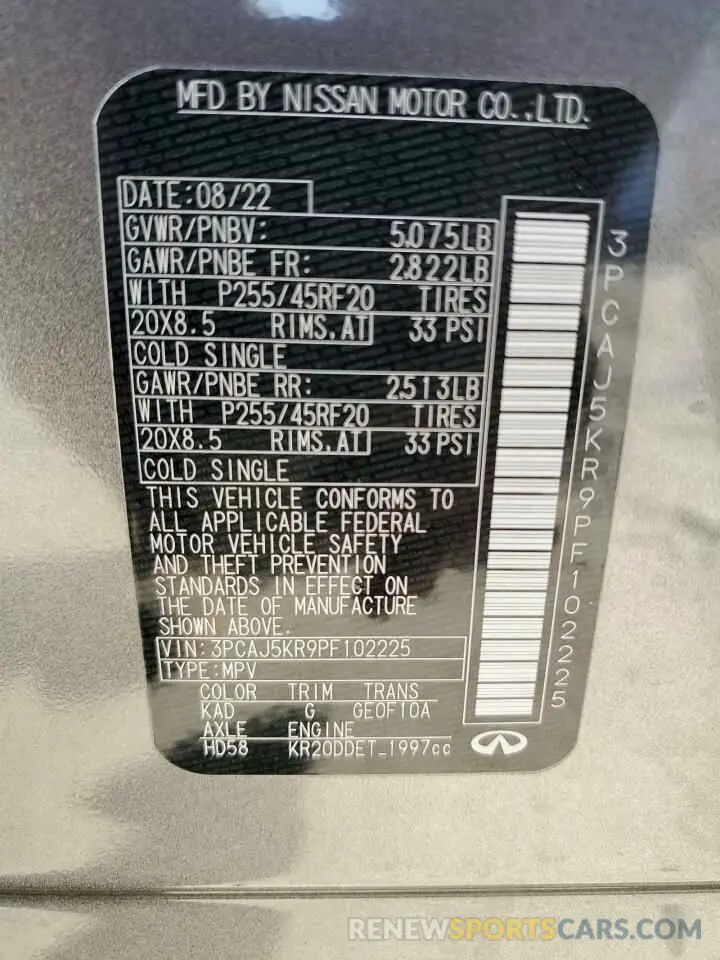 MFD BY NISSAN MOTOR CO.,LTD.
DATE:08/22
GVWR/PNBV: 5075LB
GAWR/PNBE FR: 2822LB
WITH P255/45RF20 TIRES
20X8.5 RIMS.AT 33 PSI
COLD SINGLE
GAWR/PNBE RR: 2513LB
WITH P255/45RF20 TIRES
20X8.5 RIMS.AT 33 PSI
COLD SINGLE
THIS VEHICLE CONFORMS TO
ALL APPLICABLE FEDERAL
MOTOR VEHICLE SAFETY
AND THEFT PREVENTION
STANDARDS IN EFFECT ON
THE DATE OF MANUFACTURE
SHOWN ABOVE.
VIN:3PCAJ5KR9PF102225
TYPE:MPV
COLOR TRIM TRANS
KAD G GE0F10A
AXLE ENGINE
HD58 KR20DDET_1997cc
3PCAJ5KR9PF102225
RENEWSPORTSCARS.COM